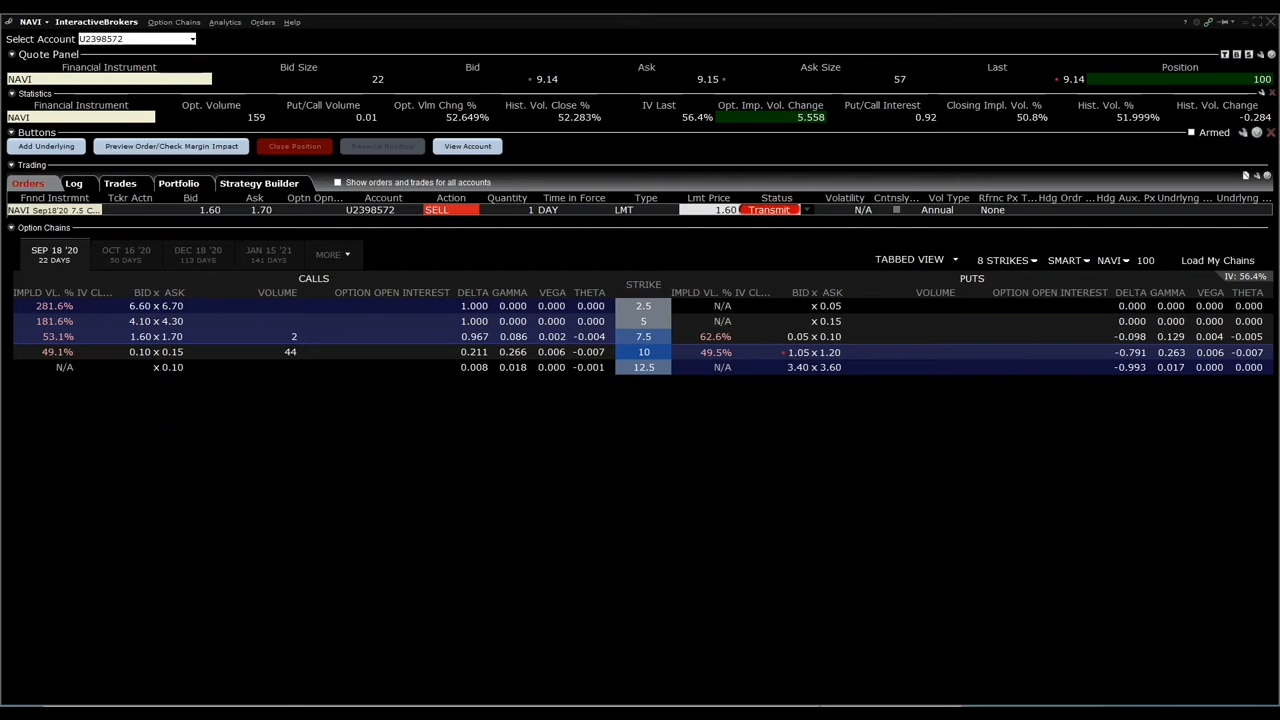 NAVI InteractiveBrokers Option Chains Analytics Orders Help ?
Select Account U2398572
Quote Panel T B S
Financial Instrument Bid Size Bid Ask Ask Size Last Position
NAVI 22 9.14 9.15 57 9.14 100
Statistics
Financial Instrument Opt. Volume Put/Call Volume Opt. Vlm Chng % Hist. Vol. Close % IV Last Opt. Imp. Vol. Change Put/Call Interest Closing Impl. Vol. % Hist. Vol. % Hist. Vol. Change
NAVI 159 0.01 52.649% 52.283% 56.4% 5.558 0.92 50.8% 51.999% -0.284
Buttons Armed
Add Underlying Preview Order/Check Margin Impact Close Position Reverse Position View Account
Trading
Orders Log Trades Portfolio Strategy Builder Show orders and trades for all accounts
Fnncl Instrmnt Tckr Actn Bid Ask Optn Opn... Account Action Quantity Time in Force Type Lmt Price Status Volatility Cntnsly... Vol Type Rfrnc Px T... Hdg Ordr ... Hdg Aux. Px Undrlyng ... Undrlyng ...
NAVI Sep18'20 7.5 C... 1.60 1.70 U2398572 SELL 1 DAY LMT 1.60 Transmit N/A Annual None
Option Chains
SEP 18 '20 OCT 16 '20 DEC 18 '20 JAN 15 '21 MORE TABBED VIEW 8 STRIKES SMART NAVI 100 Load My Chains
22 DAYS 50 DAYS 113 DAYS 141 DAYS
CALLS STRIKE PUTS IV: 56.4%
IMPLD VL. % IV CL... BID x ASK VOLUME OPTION OPEN INTEREST DELTA GAMMA VEGA THETA IMPLD VL. % IV CL... BID x ASK VOLUME OPTION OPEN INTEREST DELTA GAMMA VEGA THETA
281.6% 6.60 x 6.70 1.000 0.000 0.000 0.000 2.5 N/A x 0.05 0.000 0.000 0.000 0.000
181.6% 4.10 x 4.30 1.000 0.000 0.000 0.000 5 N/A x 0.15 0.000 0.000 0.000 0.000
53.1% 1.60 x 1.70 2 0.967 0.086 0.002 -0.004 7.5 62.6% 0.05 x 0.10 -0.098 0.129 0.004 -0.005
49.1% 0.10 x 0.15 44 0.211 0.266 0.006 -0.007 10 49.5% 1.05 x 1.20 -0.791 0.263 0.006 -0.007
N/A x 0.10 0.008 0.018 0.000 -0.001 12.5 N/A 3.40 x 3.60 -0.993 0.017 0.000 0.000